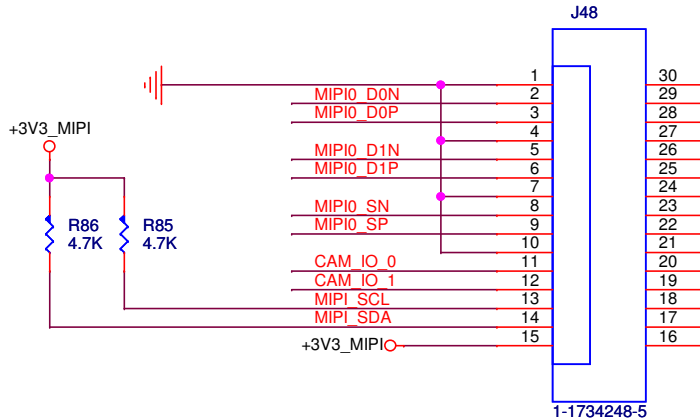 J48
1 30
MIPI0_D0N 2 29
MIPI0_D0P 3 28
+3V3_MIPI 4 27
MIPI0_D1N 5 26
MIPI0_D1P 6 25
7 24
R86 R85 MIPI0_SN 8 23
4.7K 4.7K MIPI0_SP 9 22
10 21
CAM_IO_0 11 20
CAM_IO_1 12 19
MIPI_SCL 13 18
MIPI_SDA 14 17
+3V3_MIPI 15 16
1-1734248-5